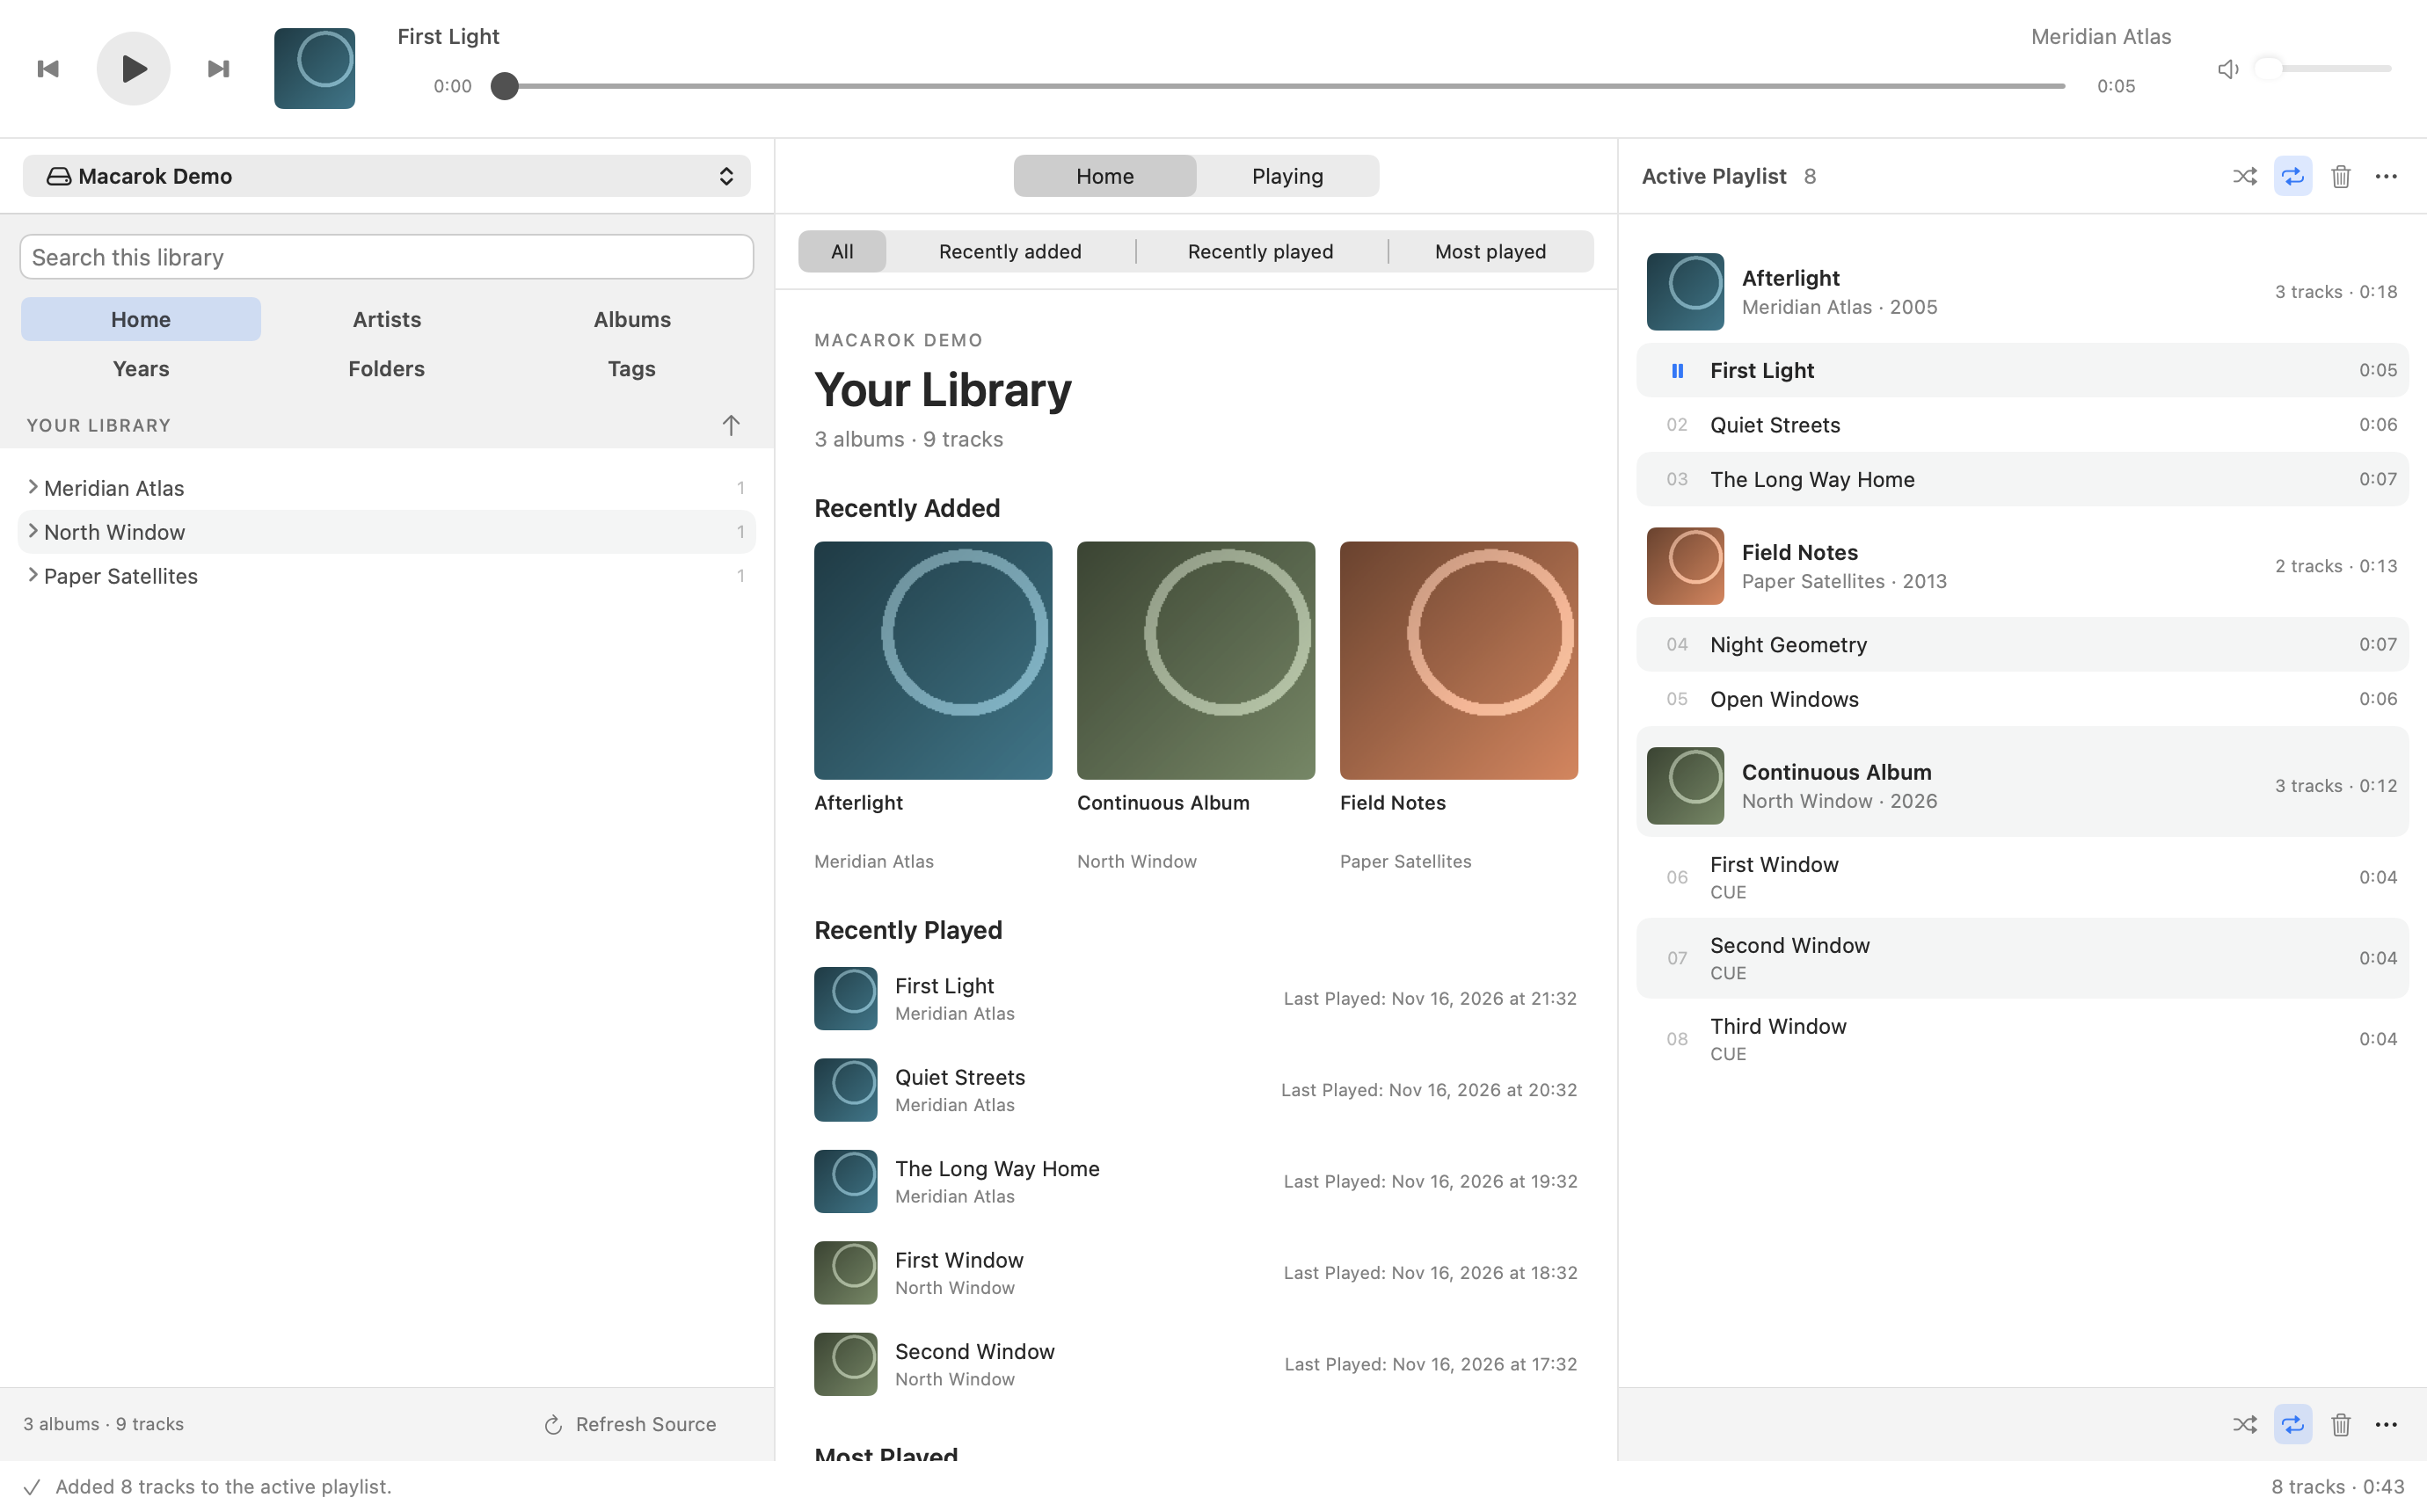 First Light
Meridian Atlas
0:00
0:05
Macarok Demo
Search this library
Home Artists Albums
Years Folders Tags
YOUR LIBRARY
Meridian Atlas 1
North Window 1
Paper Satellites 1
3 albums · 9 tracks
Refresh Source
Home Playing
All Recently added Recently played Most played
MACAROK DEMO
Your Library
3 albums · 9 tracks
Recently Added
Afterlight
Meridian Atlas
Continuous Album
North Window
Field Notes
Paper Satellites
Recently Played
First Light
Meridian Atlas
Last Played: Nov 16, 2026 at 21:32
Quiet Streets
Meridian Atlas
Last Played: Nov 16, 2026 at 20:32
The Long Way Home
Meridian Atlas
Last Played: Nov 16, 2026 at 19:32
First Window
North Window
Last Played: Nov 16, 2026 at 18:32
Second Window
North Window
Last Played: Nov 16, 2026 at 17:32
Most Played
Active Playlist 8
Afterlight
Meridian Atlas · 2005
3 tracks · 0:18
First Light 0:05
02 Quiet Streets 0:06
03 The Long Way Home 0:07
Field Notes
Paper Satellites · 2013
2 tracks · 0:13
04 Night Geometry 0:07
05 Open Windows 0:06
Continuous Album
North Window · 2026
3 tracks · 0:12
06 First Window 0:04
CUE
07 Second Window 0:04
CUE
08 Third Window 0:04
CUE
Added 8 tracks to the active playlist.
8 tracks · 0:43